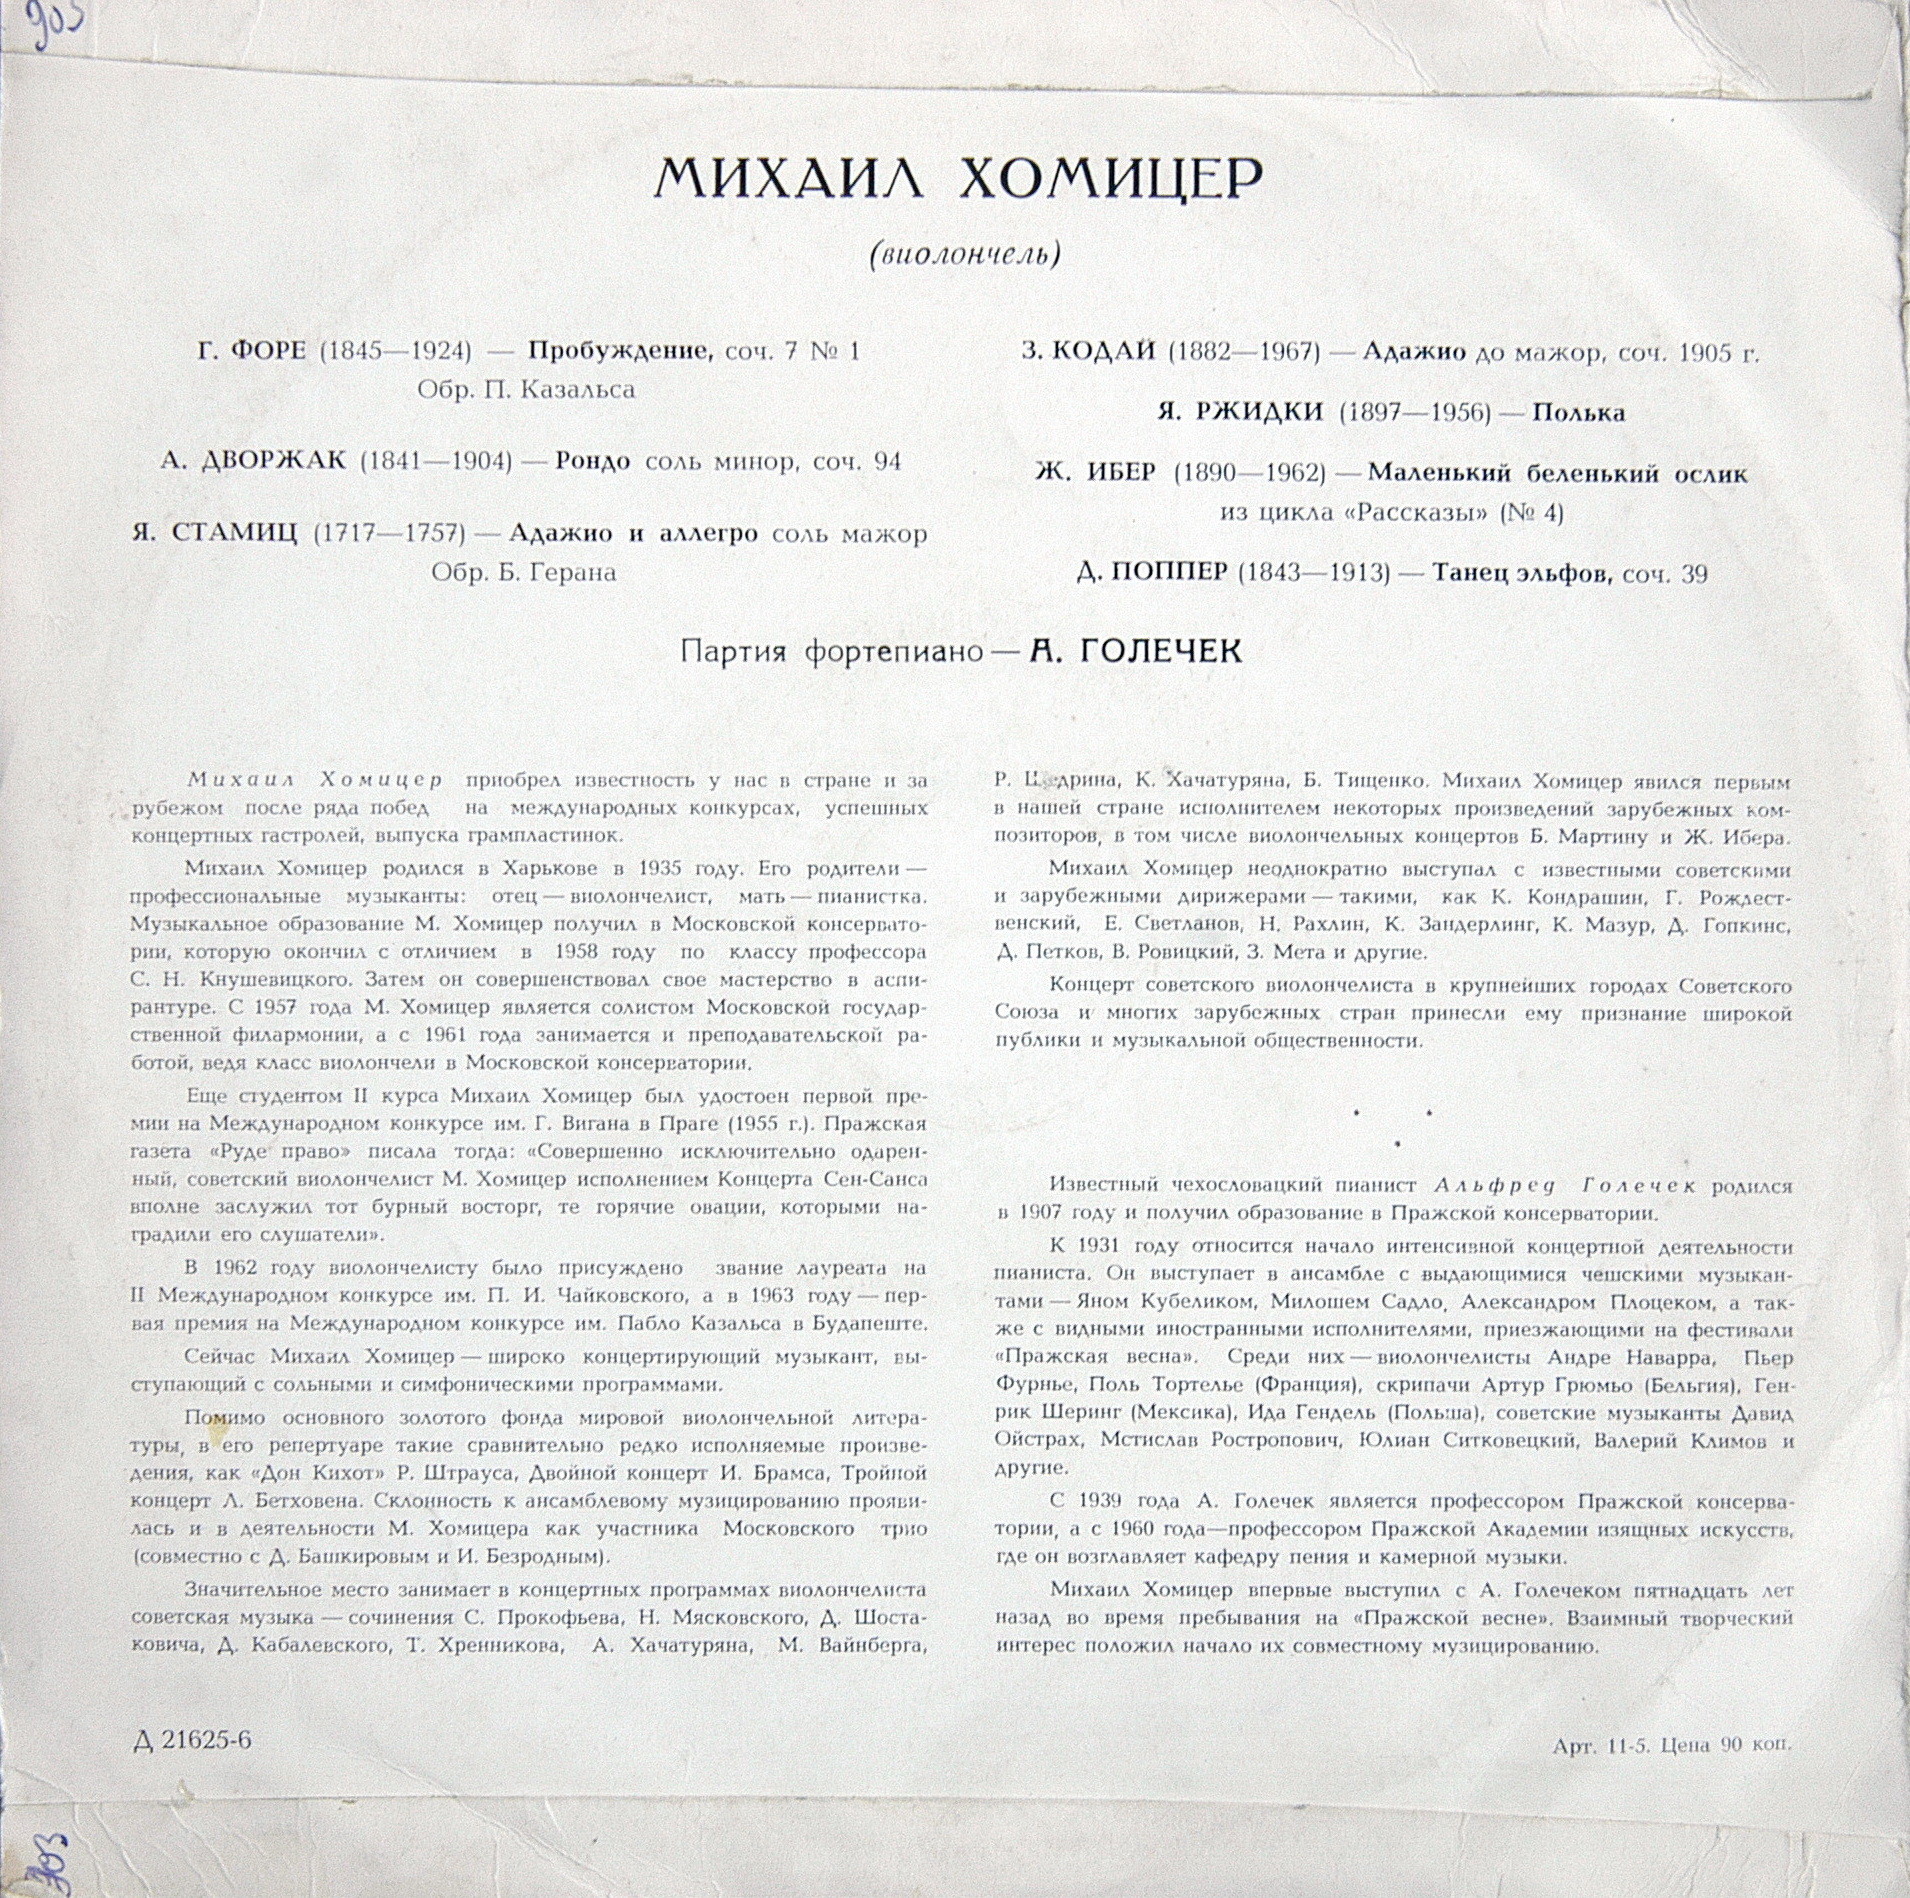 903
МИХАИЛ ХОМИЦЕР
(виолончель)
Г. ФОРЕ (1845—1924) — Пробуждение, соч. 7 № 1
Обр. П. Казальса
А. ДВОРЖАК (1841—1904) — Рондо соль минор, соч. 94
Я. СТАМИЦ (1717—1757) — Адажио и аллегро соль мажор
Обр. Б. Герана
З. КОДАЙ (1882—1967) — Адажио до мажор, соч. 1905 г.
Я. РЖИДКИ (1897—1956) — Полька
Ж. ИБЕР (1890—1962) — Маленький беленький ослик
из цикла «Рассказы» (№ 4)
Д. ПОППЕР (1843—1913) — Танец эльфов, соч. 39
Партия фортепиано — А. ГОЛЕЧЕК
Михаил Хомицер приобрел известность у нас в стране и за
рубежом после ряда побед на международных конкурсах, успешных
концертных гастролей, выпуска грампластинок.
Михаил Хомицер родился в Харькове в 1935 году. Его родители —
профессиональные музыканты: отец — виолончелист, мать — пианистка.
Музыкальное образование М. Хомицер получил в Московской консервато-
рии, которую окончил с отличием в 1958 году по классу профессора
С. Н. Кнушевицкого. Затем он совершенствовал свое мастерство в аспи-
рантуре. С 1957 года М. Хомицер является солистом Московской государ-
ственной филармонии, а с 1961 года занимается и преподавательской ра-
ботой, ведя класс виолончели в Московской консерватории.
Еще студентом II курса Михаил Хомицер был удостоен первой пре-
мии на Международном конкурсе им. Г. Вигана в Праге (1955 г.). Пражская
газета «Руде право» писала тогда: «Совершенно исключительно одарен-
ный, советский виолончелист М. Хомицер исполнением Концерта Сен-Санса
вполне заслужил тот бурный восторг, те горячие овации, которыми на-
градили его слушатели».
В 1962 году виолончелисту было присуждено звание лауреата на
II Международном конкурсе им. П. И. Чайковского, а в 1963 году — пер-
вая премия на Международном конкурсе им. Пабло Казальса в Будапеште.
Сейчас Михаил Хомицер — широко концертирующий музыкант, вы-
ступающий с сольными и симфоническими программами.
Помимо основного золотого фонда мировой виолончельной литера-
туры, в его репертуаре такие сравнительно редко исполняемые произве-
дения, как «Дон Кихот» Р. Штрауса, Двойной концерт И. Брамса, Тройной
концерт Л. Бетховена. Склонность к ансамблевому музицированию прояви-
лась и в деятельности М. Хомицера как участника Московского трио
(совместно с Д. Башкировым и И. Безродным).
Значительное место занимает в концертных программах виолончелиста
советская музыка — сочинения С. Прокофьева, Н. Мясковского, Д. Шоста-
ковича, Д. Кабалевского, Т. Хренникова, А. Хачатуряна, М. Вайнберга,
Р. Щедрина, К. Хачатуряна, Б. Тищенко. Михаил Хомицер явился первым
в нашей стране исполнителем некоторых произведений зарубежных ком-
позиторов, в том числе виолончельных концертов Б. Мартину и Ж. Ибера.
Михаил Хомицер неоднократно выступал с известными советскими
и зарубежными дирижерами — такими, как К. Кондрашин, Г. Рождест-
венский, Е. Светланов, Н. Рахлин, К. Зандерлинг, К. Мазур, Д. Гопкинс,
Д. Петков, В. Ровицкий, З. Мета и другие.
Концерт советского виолончелиста в крупнейших городах Советского
Союза и многих зарубежных стран принесли ему признание широкой
публики и музыкальной общественности.
Известный чехословацкий пианист Альфред Голечек родился
в 1907 году и получил образование в Пражской консерватории.
К 1931 году относится начало интенсивной концертной деятельности
пианиста. Он выступает в ансамбле с выдающимися чешскими музыкан-
тами — Яном Кубеликом, Милошем Садло, Александром Плоцеком, а так-
же с видными иностранными исполнителями, приезжающими на фестивали
«Пражская весна». Среди них — виолончелисты Андре Наварра, Пьер
Фурнье, Поль Тортелье (Франция), скрипачи Артур Грюмьо (Бельгия), Ген-
рик Шеринг (Мексика), Ида Гендель (Польша), советские музыканты Давид
Ойстрах, Мстислав Ростропович, Юлиан Ситковецкий, Валерий Климов и
другие.
С 1939 года А. Голечек является профессором Пражской консерва-
тории, а с 1960 года—профессором Пражской Академии изящных искусств,
где он возглавляет кафедру пения и камерной музыки.
Михаил Хомицер впервые выступил с А. Голечеком пятнадцать лет
назад во время пребывания на «Пражской весне». Взаимный творческий
интерес положил начало их совместному музицированию.
Д 21625-6
Арт. 11-5. Цена 90 коп.